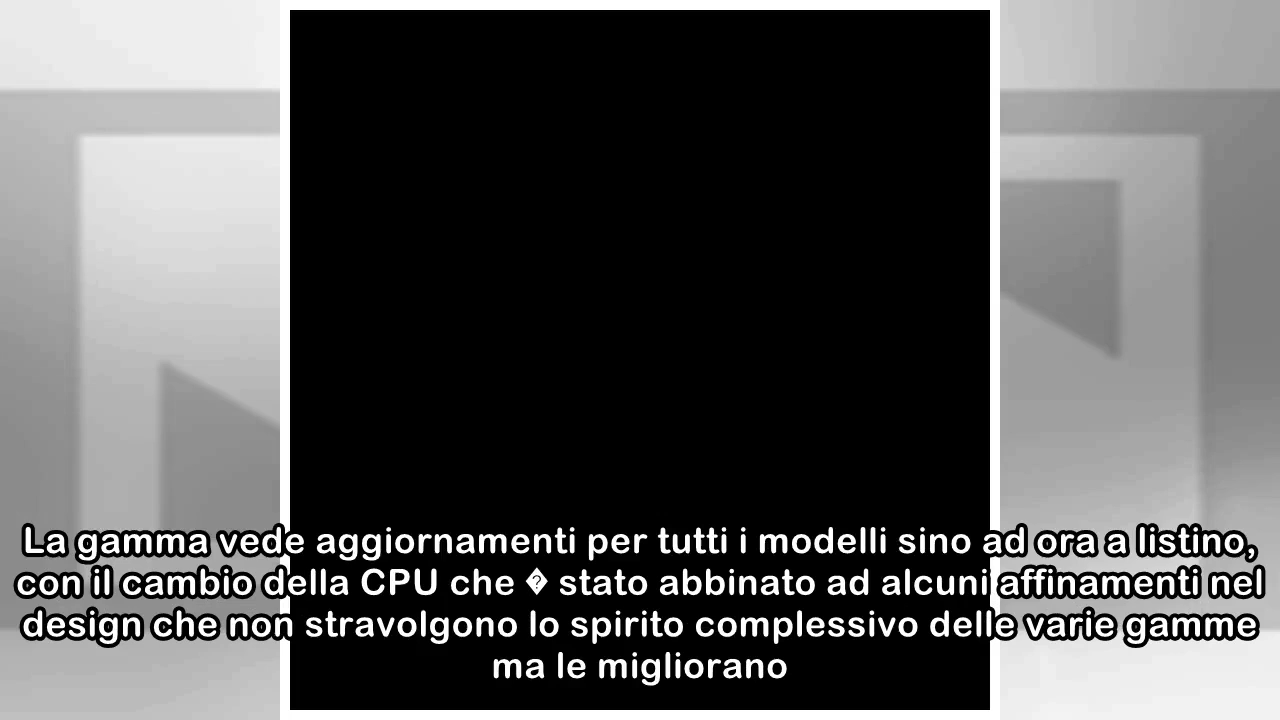 La gamma vede aggiornamenti per tutti i modelli sino ad ora a listino,
con il cambio della CPU che � stato abbinato ad alcuni affinamenti nel
design che non stravolgono lo spirito complessivo delle varie gamme
ma le migliorano